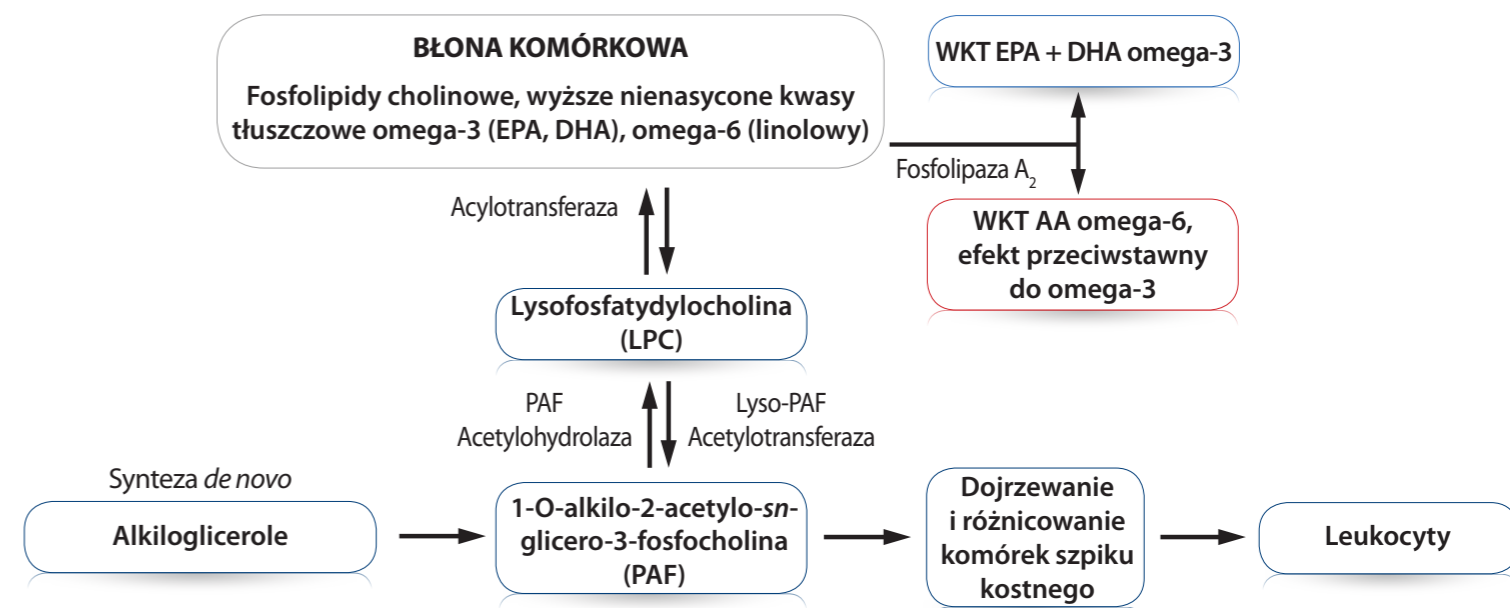 BŁONA KOMÓRKOWA
Fosfolipidy cholinowe, wyższe nienasycone kwasy
tłuszczowe omega-3 (EPA, DHA), omega-6 (linolowy)
WKT EPA + DHA omega-3
Fosfolipaza A2
WKT AA omega-6,
efekt przeciwstawny
do omega-3
Acylotransferaza
Lysofosfatydylocholina
(LPC)
PAF
Acetylohydrolaza
Lyso-PAF
Acetylotransferaza
Synteza de novo
Alkiloglicerole
1-O-alkilo-2-acetylo-sn-
glicero-3-fosfocholina
(PAF)
Dojrzewanie
i różnicowanie
komórek szpiku
kostnego
Leukocyty